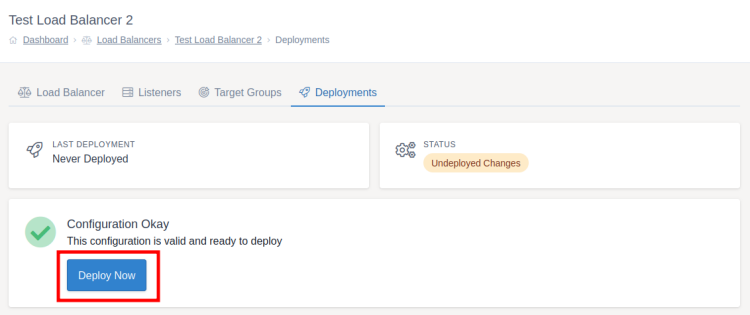 Test Load Balancer 2
Dashboard › Load Balancers › Test Load Balancer 2 › Deployments
Load Balancer Listeners Target Groups Deployments
LAST DEPLOYMENT
Never Deployed
STATUS
Undeployed Changes
Configuration Okay
This configuration is valid and ready to deploy
Deploy Now